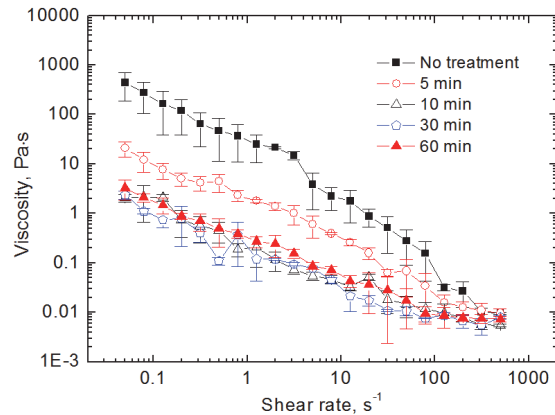 10000
1000
100
10
1
0.1
0.01
1E-3
Viscosity, Pa·s
No treatment
5 min
10 min
30 min
60 min
0.1 1 10 100 1000
Shear rate, s-1